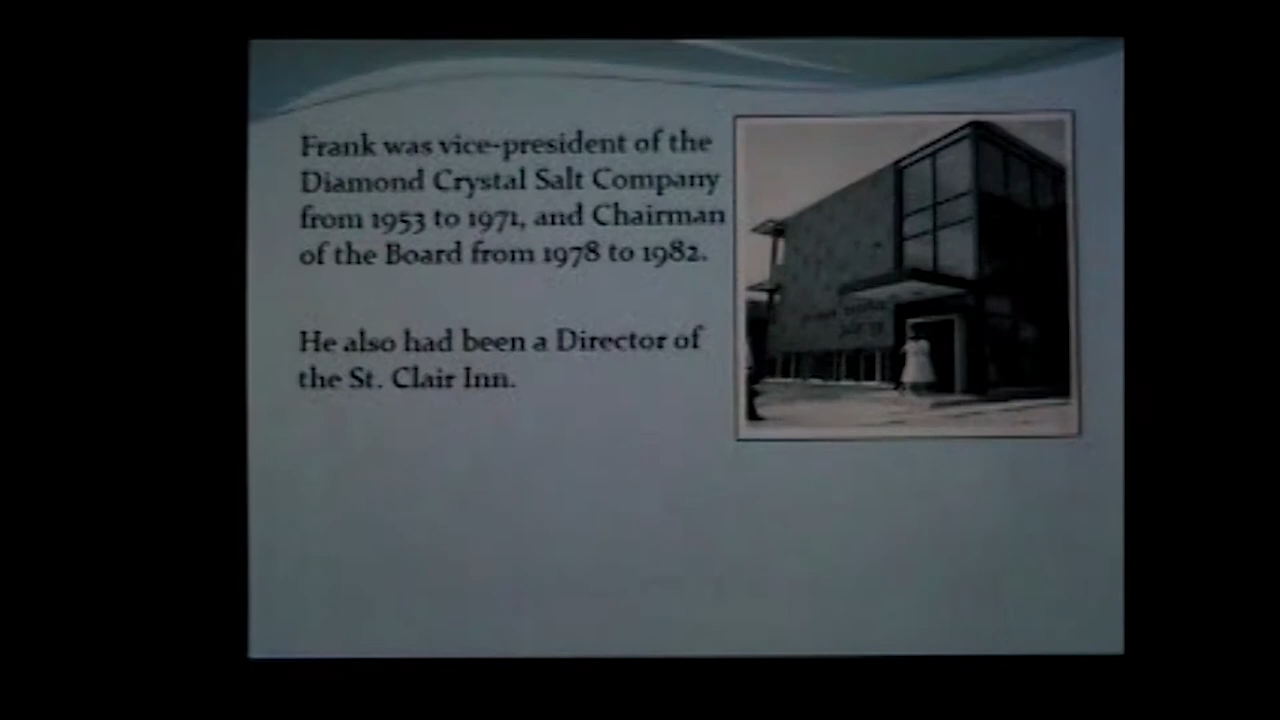 Frank was vice-president of the
Diamond Crystal Salt Company
from 1953 to 1971, and Chairman
of the Board from 1978 to 1982.
He also had been a Director of
the St. Clair Inn.